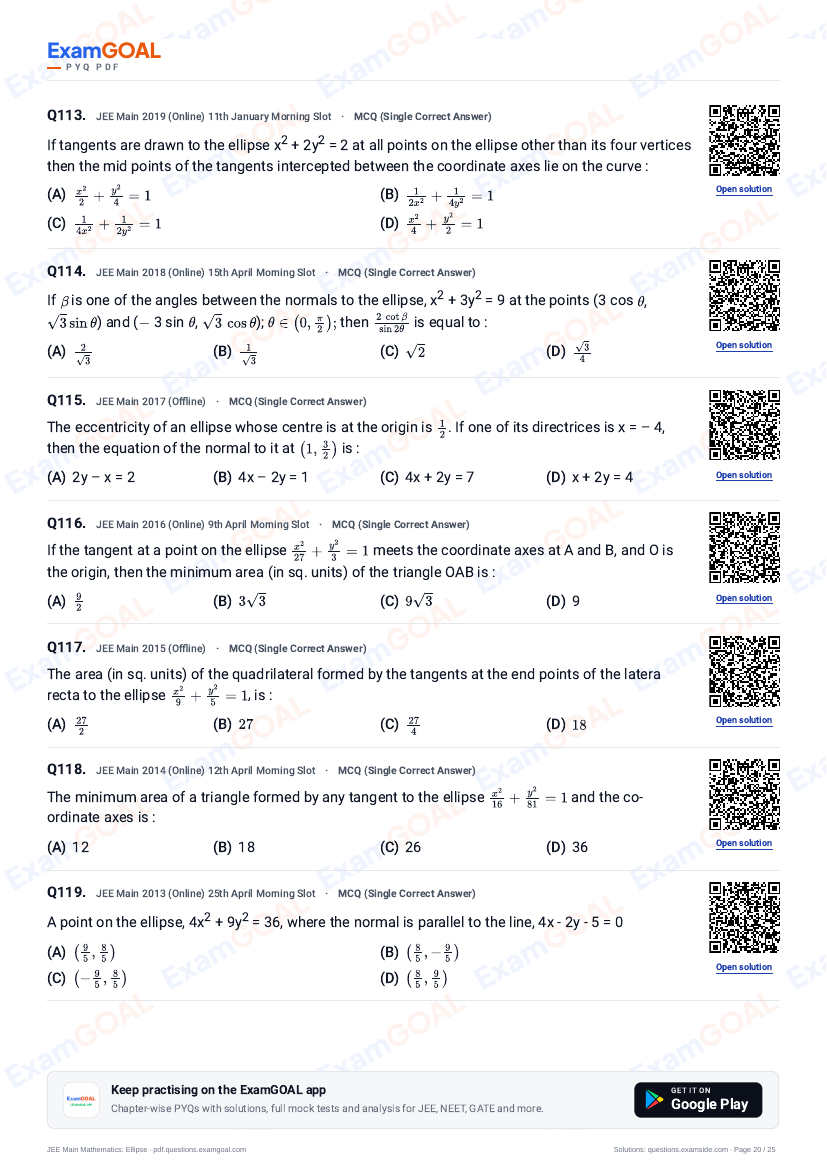 ExamGOAL
PYQ PDF
Q113. JEE Main 2019 (Online) 11th January Morning Slot · MCQ (Single Correct Answer)
If tangents are drawn to the ellipse x² + 2y² = 2 at all points on the ellipse other than its four vertices
then the mid points of the tangents intercepted between the coordinate axes lie on the curve :
(A) x²/2 + y²/4 = 1 (B) 1/2x² + 1/4y² = 1
(C) 1/4x² + 1/2y² = 1 (D) x²/4 + y²/2 = 1
Open solution
Q114. JEE Main 2018 (Online) 15th April Morning Slot · MCQ (Single Correct Answer)
If β is one of the angles between the normals to the ellipse, x² + 3y² = 9 at the points (3 cos θ,
√3 sin θ) and (− 3 sin θ, √3 cos θ); θ ∈ (0, π/2); then 2 cot β/sin 2θ is equal to :
(A) 2/√3 (B) 1/√3 (C) √2 (D) √3/4
Open solution
Q115. JEE Main 2017 (Offline) · MCQ (Single Correct Answer)
The eccentricity of an ellipse whose centre is at the origin is 1/2. If one of its directrices is x = − 4,
then the equation of the normal to it at (1, 3/2) is :
(A) 2y − x = 2 (B) 4x − 2y = 1 (C) 4x + 2y = 7 (D) x + 2y = 4
Open solution
Q116. JEE Main 2016 (Online) 9th April Morning Slot · MCQ (Single Correct Answer)
If the tangent at a point on the ellipse x²/27 + y²/3 = 1 meets the coordinate axes at A and B, and O is
the origin, then the minimum area (in sq. units) of the triangle OAB is :
(A) 9/2 (B) 3√3 (C) 9√3 (D) 9
Open solution
Q117. JEE Main 2015 (Offline) · MCQ (Single Correct Answer)
The area (in sq. units) of the quadrilateral formed by the tangents at the end points of the latera
recta to the ellipse x²/9 + y²/5 = 1, is :
(A) 27/2 (B) 27 (C) 27/4 (D) 18
Open solution
Q118. JEE Main 2014 (Online) 12th April Morning Slot · MCQ (Single Correct Answer)
The minimum area of a triangle formed by any tangent to the ellipse x²/16 + y²/81 = 1 and the co-
ordinate axes is :
(A) 12 (B) 18 (C) 26 (D) 36
Open solution
Q119. JEE Main 2013 (Online) 25th April Morning Slot · MCQ (Single Correct Answer)
A point on the ellipse, 4x² + 9y² = 36, where the normal is parallel to the line, 4x - 2y - 5 = 0
(A) (9/5, 8/5) (B) (8/5, −9/5)
(C) (−9/5, 8/5) (D) (8/5, 9/5)
Open solution
Keep practising on the ExamGOAL app
Chapter-wise PYQs with solutions, full mock tests and analysis for JEE, NEET, GATE and more.
ExamGOAL
GET IT ON
Google Play
JEE Main Mathematics: Ellipse · pdf.questions.examgoal.com
Solutions: questions.examside.com · Page 20 / 25